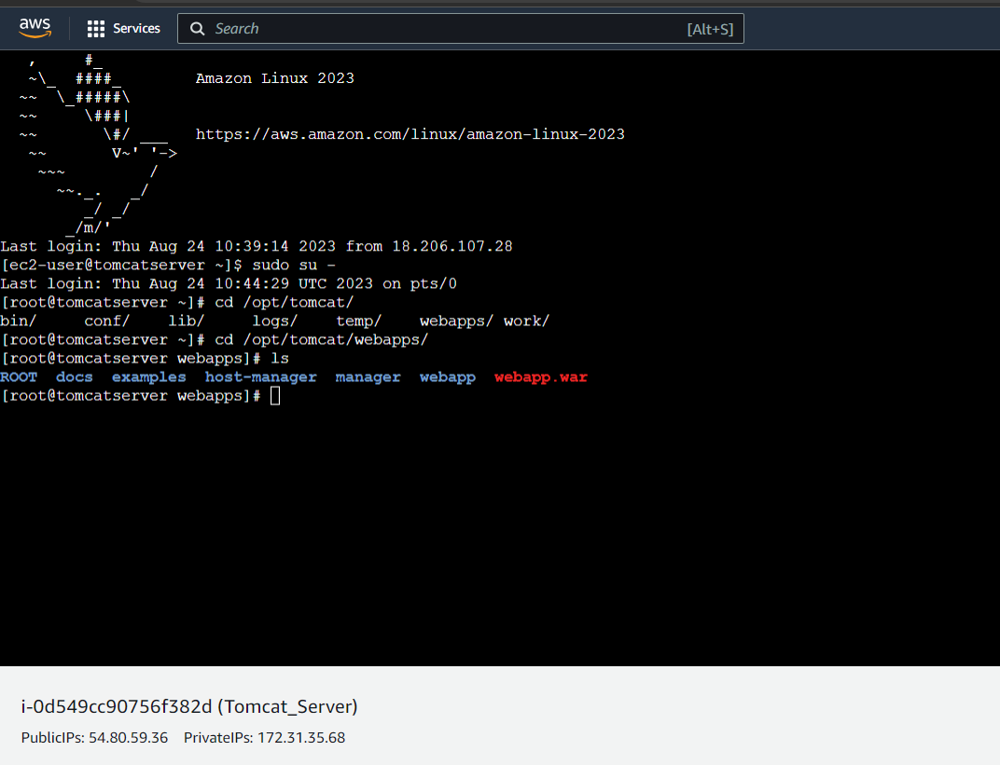 aws Services Search [Alt+S]
   ,     #_
   ~\_  ####_        Amazon Linux 2023
  ~~  \_#####\
  ~~     \###|
  ~~       \#/ ___   https://aws.amazon.com/linux/amazon-linux-2023
   ~~       V~' '->
    ~~~         /
      ~~._.   _/
         _/ _/
       _/m/'
Last login: Thu Aug 24 10:39:14 2023 from 18.206.107.28
[ec2-user@tomcatserver ~]$ sudo su -
Last login: Thu Aug 24 10:44:29 UTC 2023 on pts/0
[root@tomcatserver ~]# cd /opt/tomcat/
bin/     conf/    lib/     logs/    temp/    webapps/ work/
[root@tomcatserver ~]# cd /opt/tomcat/webapps/
[root@tomcatserver webapps]# ls
ROOT  docs  examples  host-manager  manager  webapp  webapp.war
[root@tomcatserver webapps]#
i-0d549cc90756f382d (Tomcat_Server)
PublicIPs: 54.80.59.36 PrivateIPs: 172.31.35.68